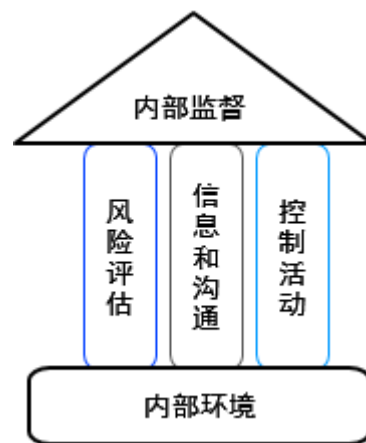 内部监督
风险评估
信息和沟通
控制活动
内部环境